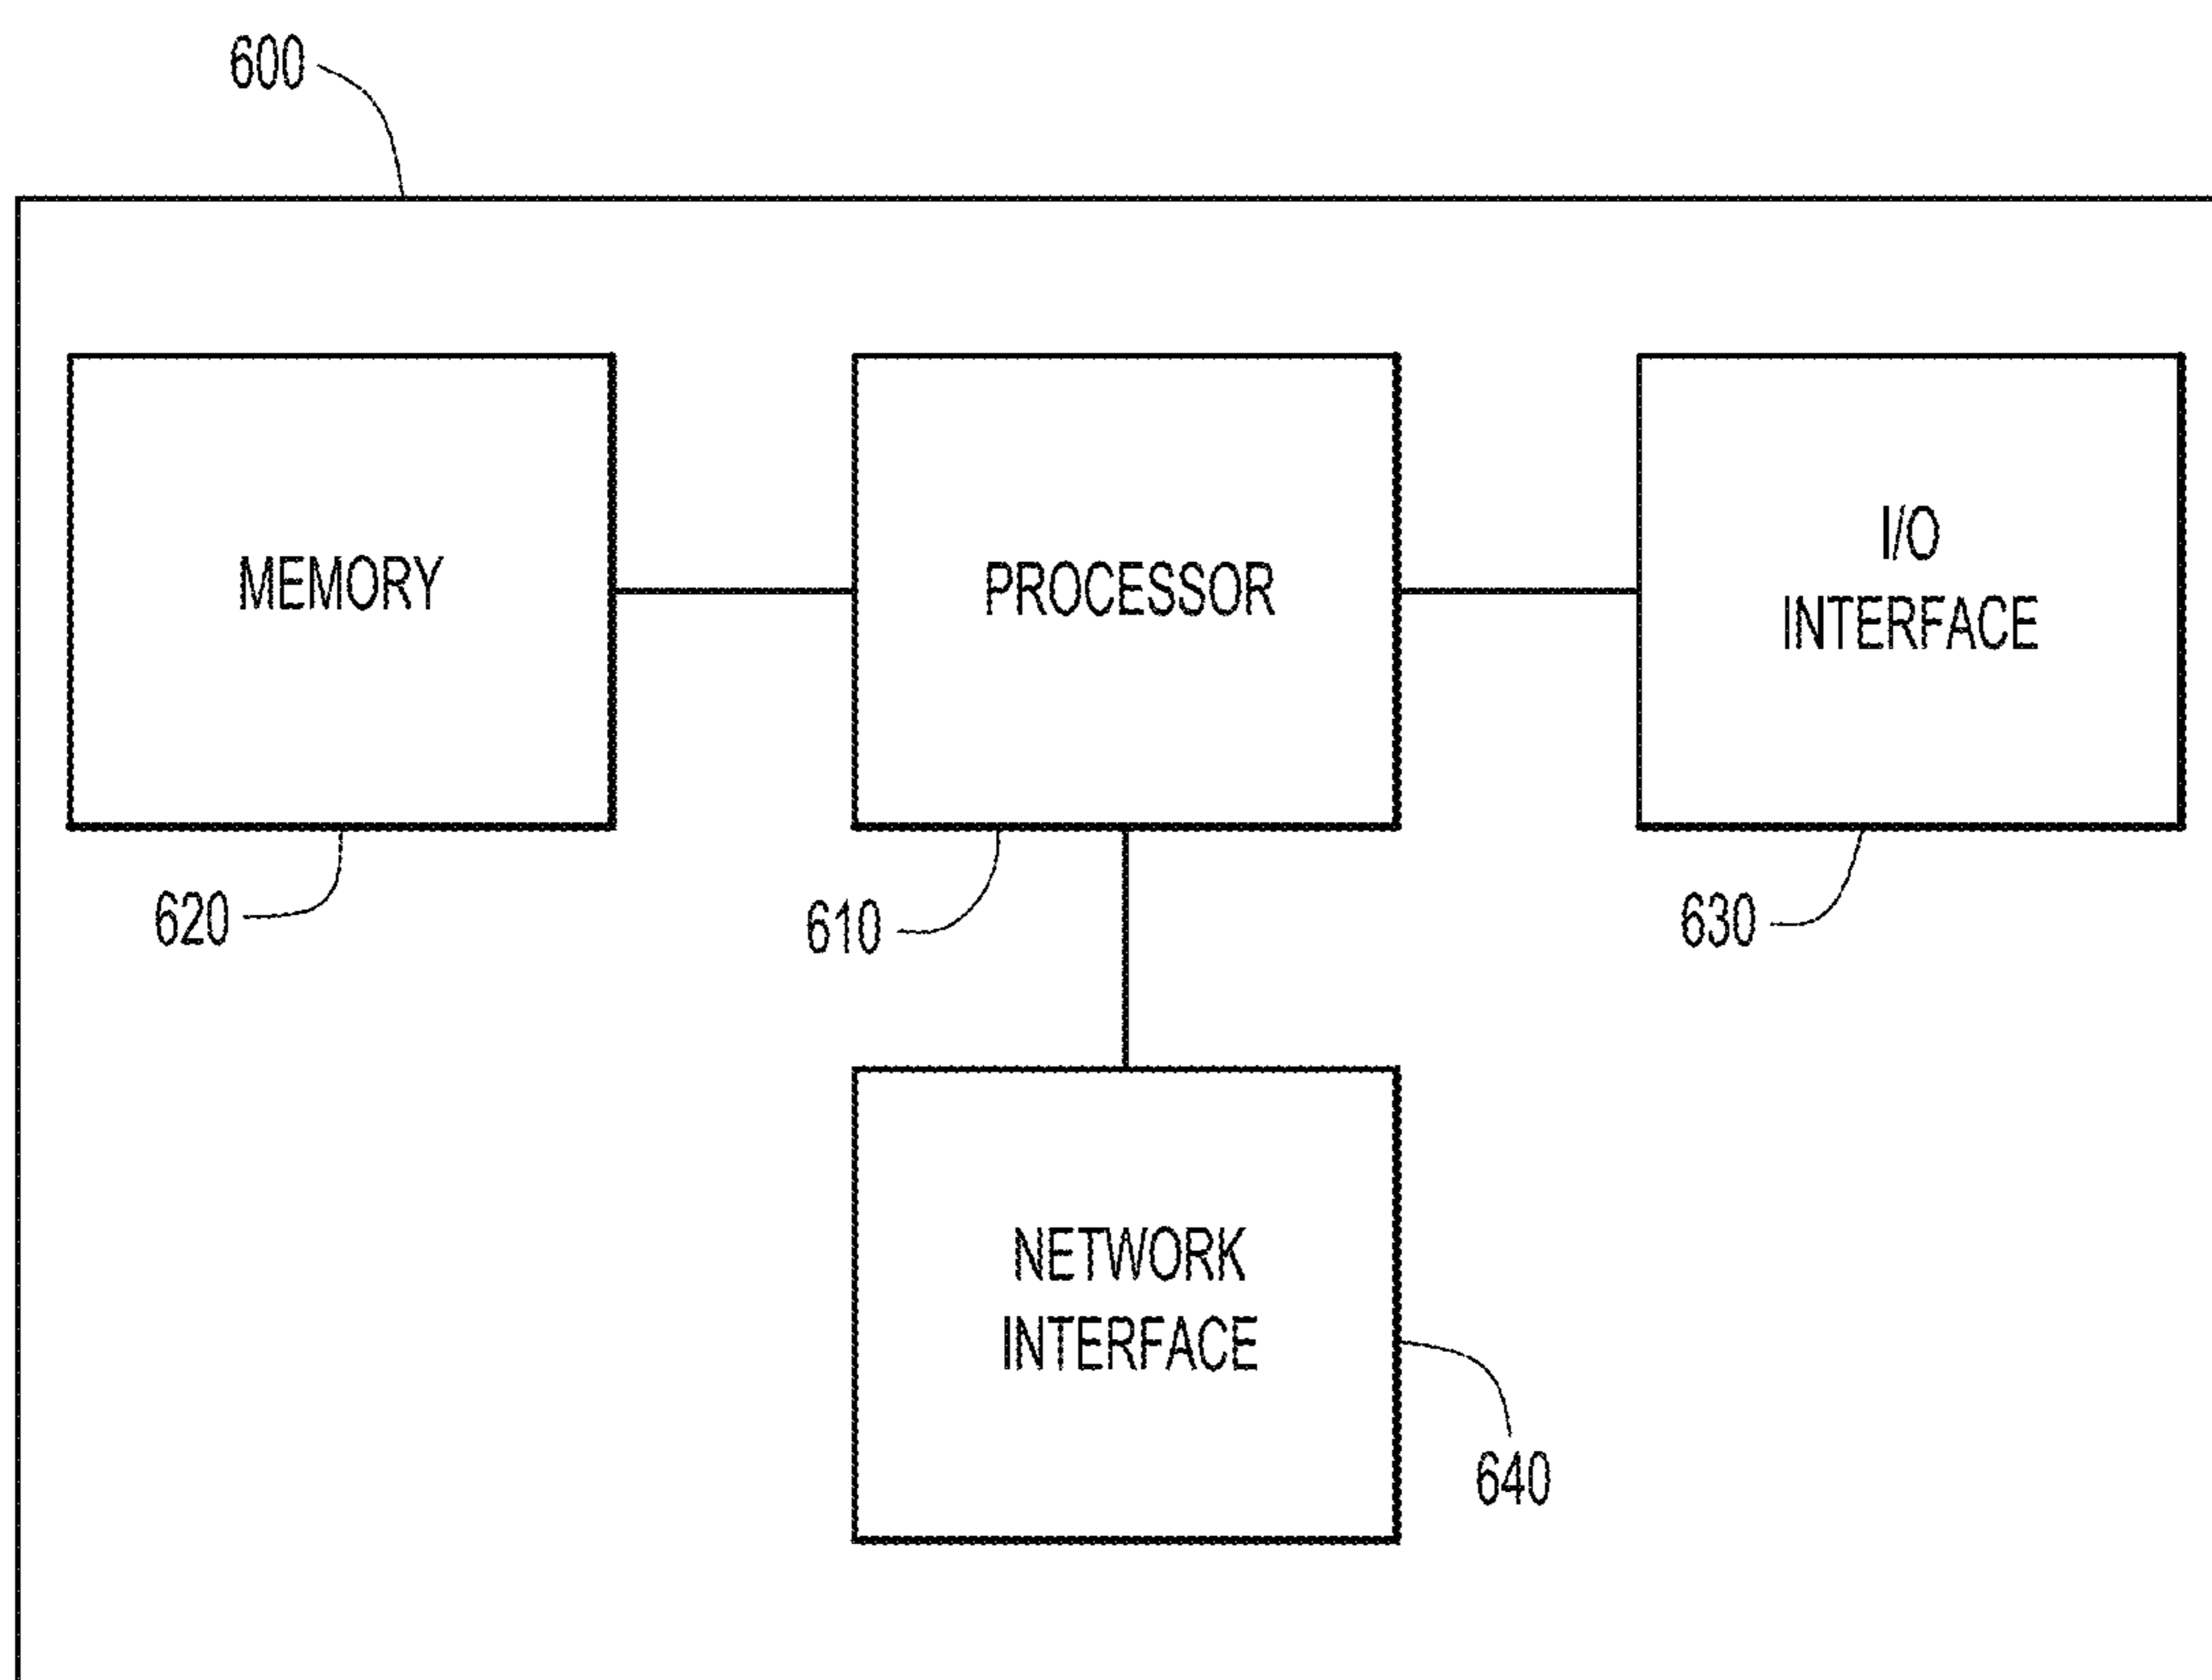 600
MEMORY
PROCESSOR
I/O
INTERFACE
620
610
630
NETWORK
INTERFACE
640